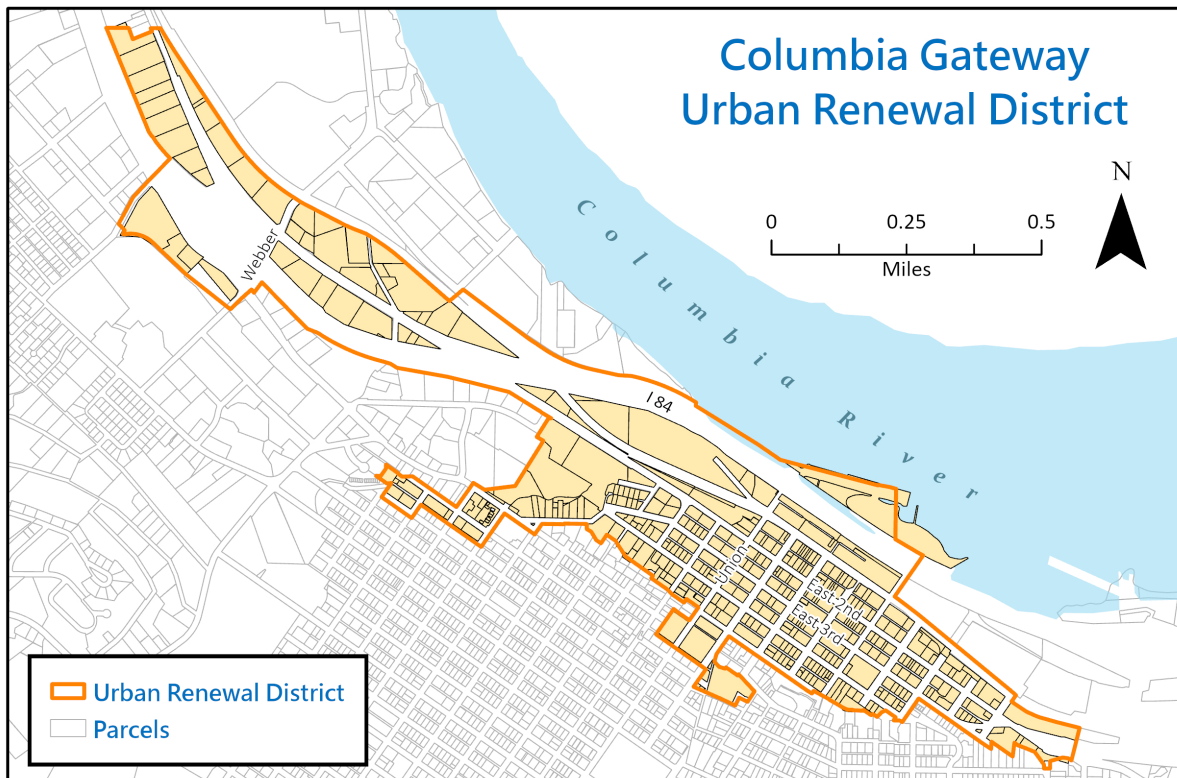 Columbia Gateway
Urban Renewal District
N
0 0.25 0.5
Miles
Columbia River
Webber
I 84
Union
East 2nd
East 3rd
Urban Renewal District
Parcels